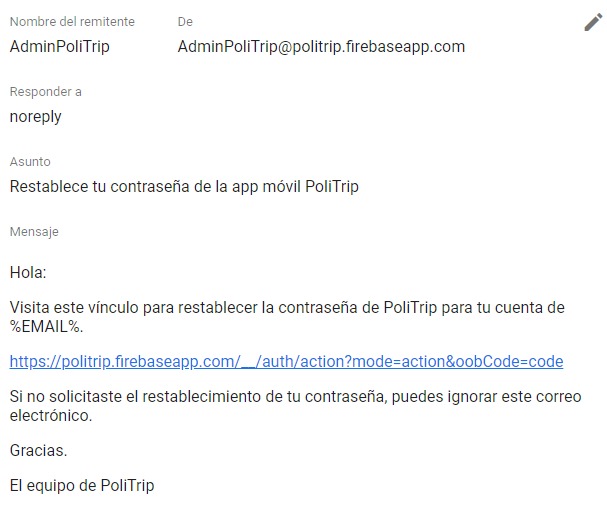 Nombre del remitente De
AdminPoliTrip AdminPoliTrip@politrip.firebaseapp.com
Responder a
noreply
Asunto
Restablece tu contraseña de la app móvil PoliTrip
Mensaje
Hola:
Visita este vínculo para restablecer la contraseña de PoliTrip para tu cuenta de
%EMAIL%.
https://politrip.firebaseapp.com/__/auth/action?mode=action&oobCode=code
Si no solicitaste el restablecimiento de tu contraseña, puedes ignorar este correo
electrónico.
Gracias.
El equipo de PoliTrip